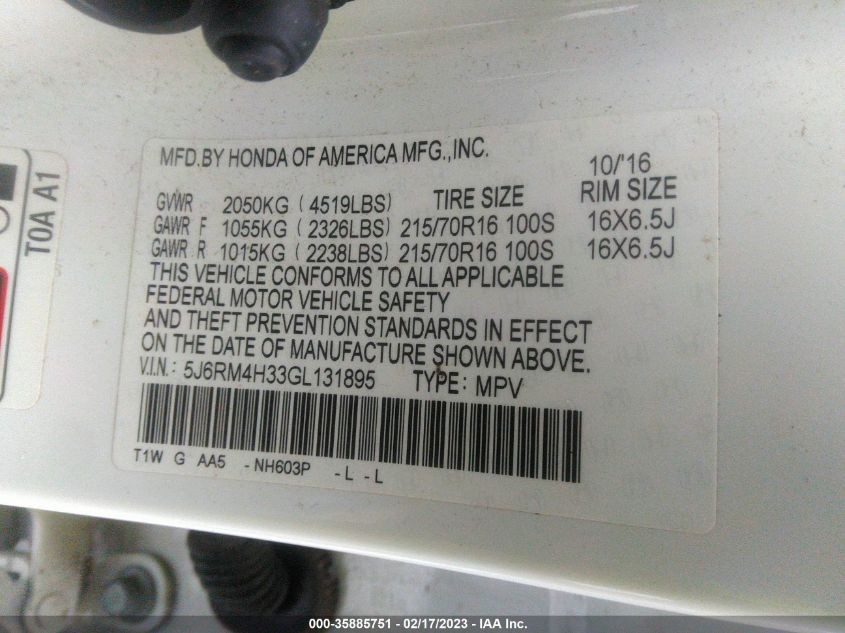 MFD.BY HONDA OF AMERICA MFG.,INC.
10/'16
GVWR 2050KG ( 4519LBS) TIRE SIZE RIM SIZE
GAWR F 1055KG ( 2326LBS) 215/70R16 100S 16X6.5J
GAWR R 1015KG ( 2238LBS) 215/70R16 100S 16X6.5J
THIS VEHICLE CONFORMS TO ALL APPLICABLE
FEDERAL MOTOR VEHICLE SAFETY
AND THEFT PREVENTION STANDARDS IN EFFECT
ON THE DATE OF MANUFACTURE SHOWN ABOVE.
V.I.N.: 5J6RM4H33GL131895 TYPE: MPV
T1W G AA5 -NH603P -L -L
T0A A1
000-35885751 - 02/17/2023 - IAA Inc.